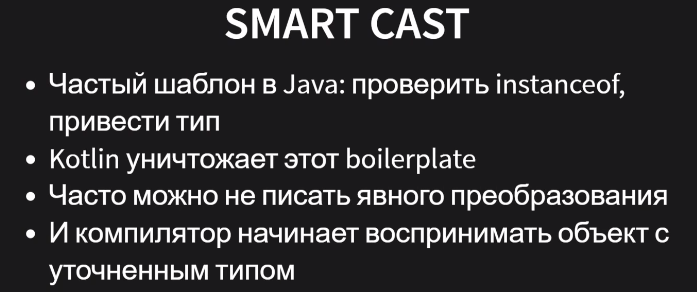 SMART CAST
• Частый шаблон в Java: проверить instanceof,
привести тип
• Kotlin уничтожает этот boilerplate
• Часто можно не писать явного преобразования
• И компилятор начинает воспринимать объект с
уточненным типом